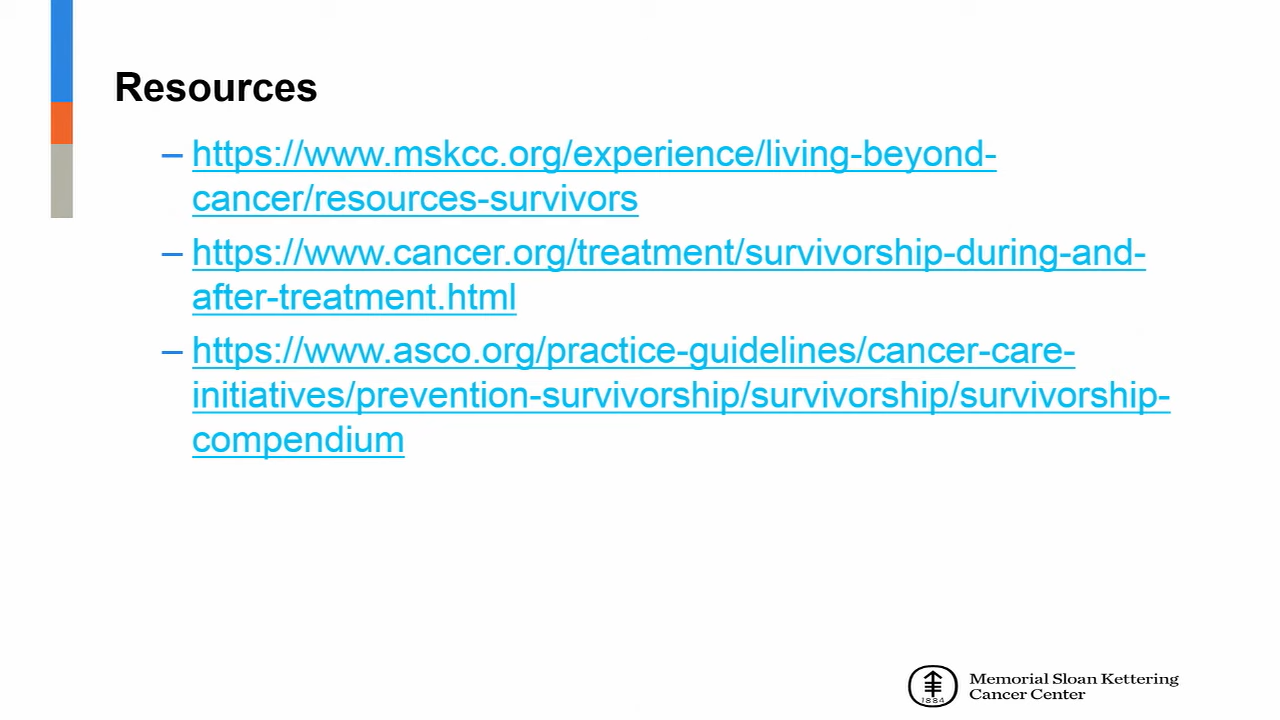 Resources
– https://www.mskcc.org/experience/living-beyond-
cancer/resources-survivors
– https://www.cancer.org/treatment/survivorship-during-and-
after-treatment.html
– https://www.asco.org/practice-guidelines/cancer-care-
initiatives/prevention-survivorship/survivorship/survivorship-
compendium
1884
Memorial Sloan Kettering
Cancer Center